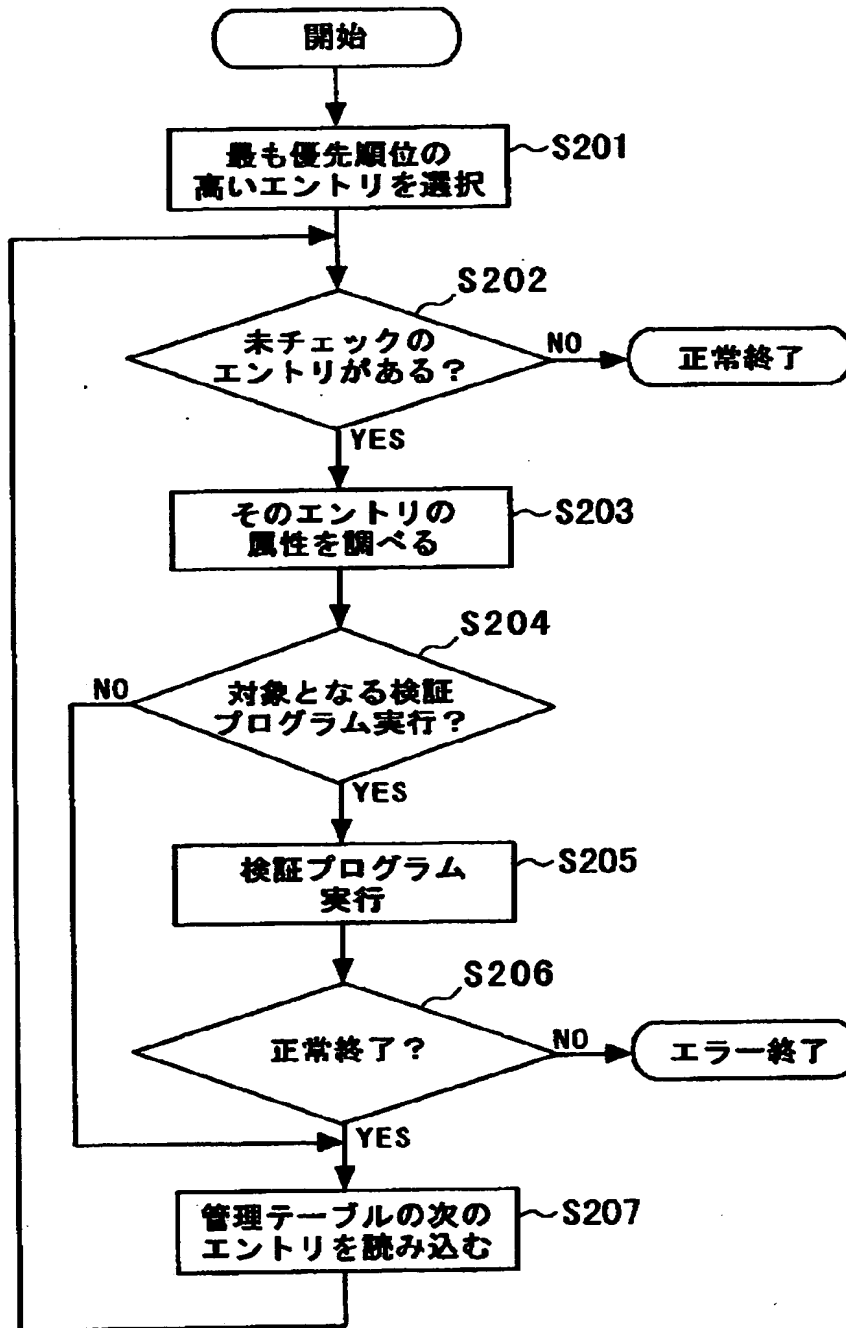 開始
最も優先順位の
高いエントリを選択
S201
S202
未チェックの
エントリがある?
NO
正常終了
YES
そのエントリの
属性を調べる
S203
S204
NO
対象となる検証
プログラム実行?
YES
検証プログラム
実行
S205
S206
正常終了?
NO
エラー終了
YES
管理テーブルの次の
エントリを読み込む
S207